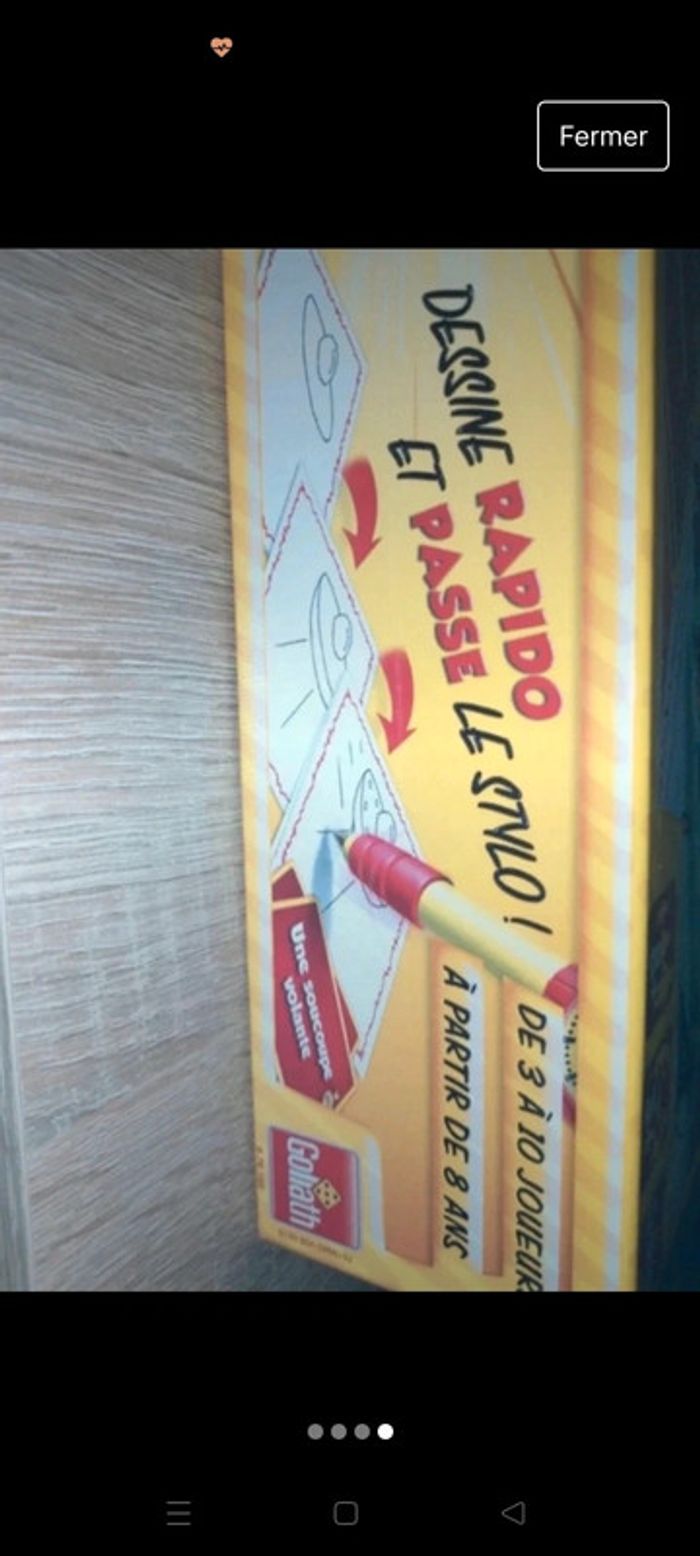 Fermer
DESSINE RAPIDO
ET PASSE LE STYLO !
DE 3 À 10 JOUEURS
À PARTIR DE 8 ANS
Une soucoupe
volante
Goliath